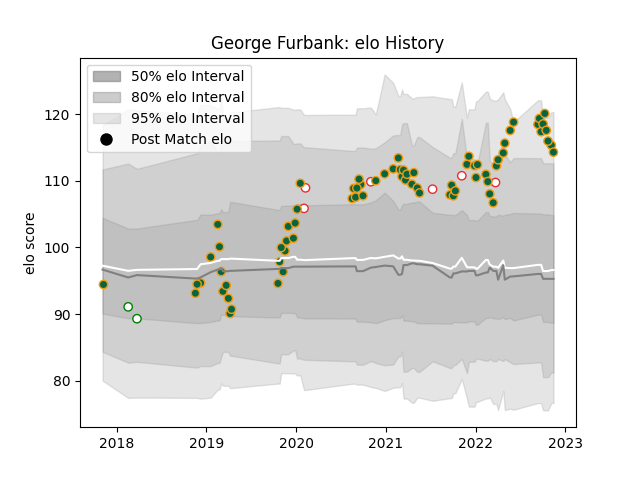 George Furbank: elo History
50% elo Interval
80% elo Interval
95% elo Interval
Post Match elo
elo score
120
110
100
90
80
2018 2019 2020 2021 2022 2023